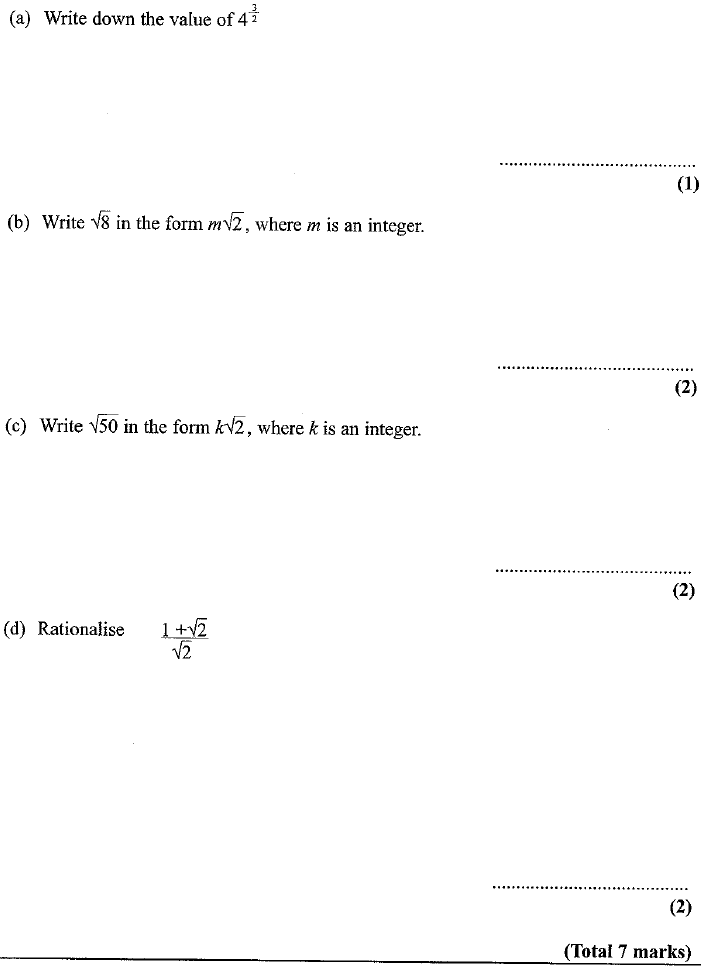 (a) Write down the value of 4^(3/2)
........................................
(1)
(b) Write √8 in the form m√2, where m is an integer.
........................................
(2)
(c) Write √50 in the form k√2, where k is an integer.
........................................
(2)
(d) Rationalise (1 + √2)/√2
........................................
(2)
(Total 7 marks)